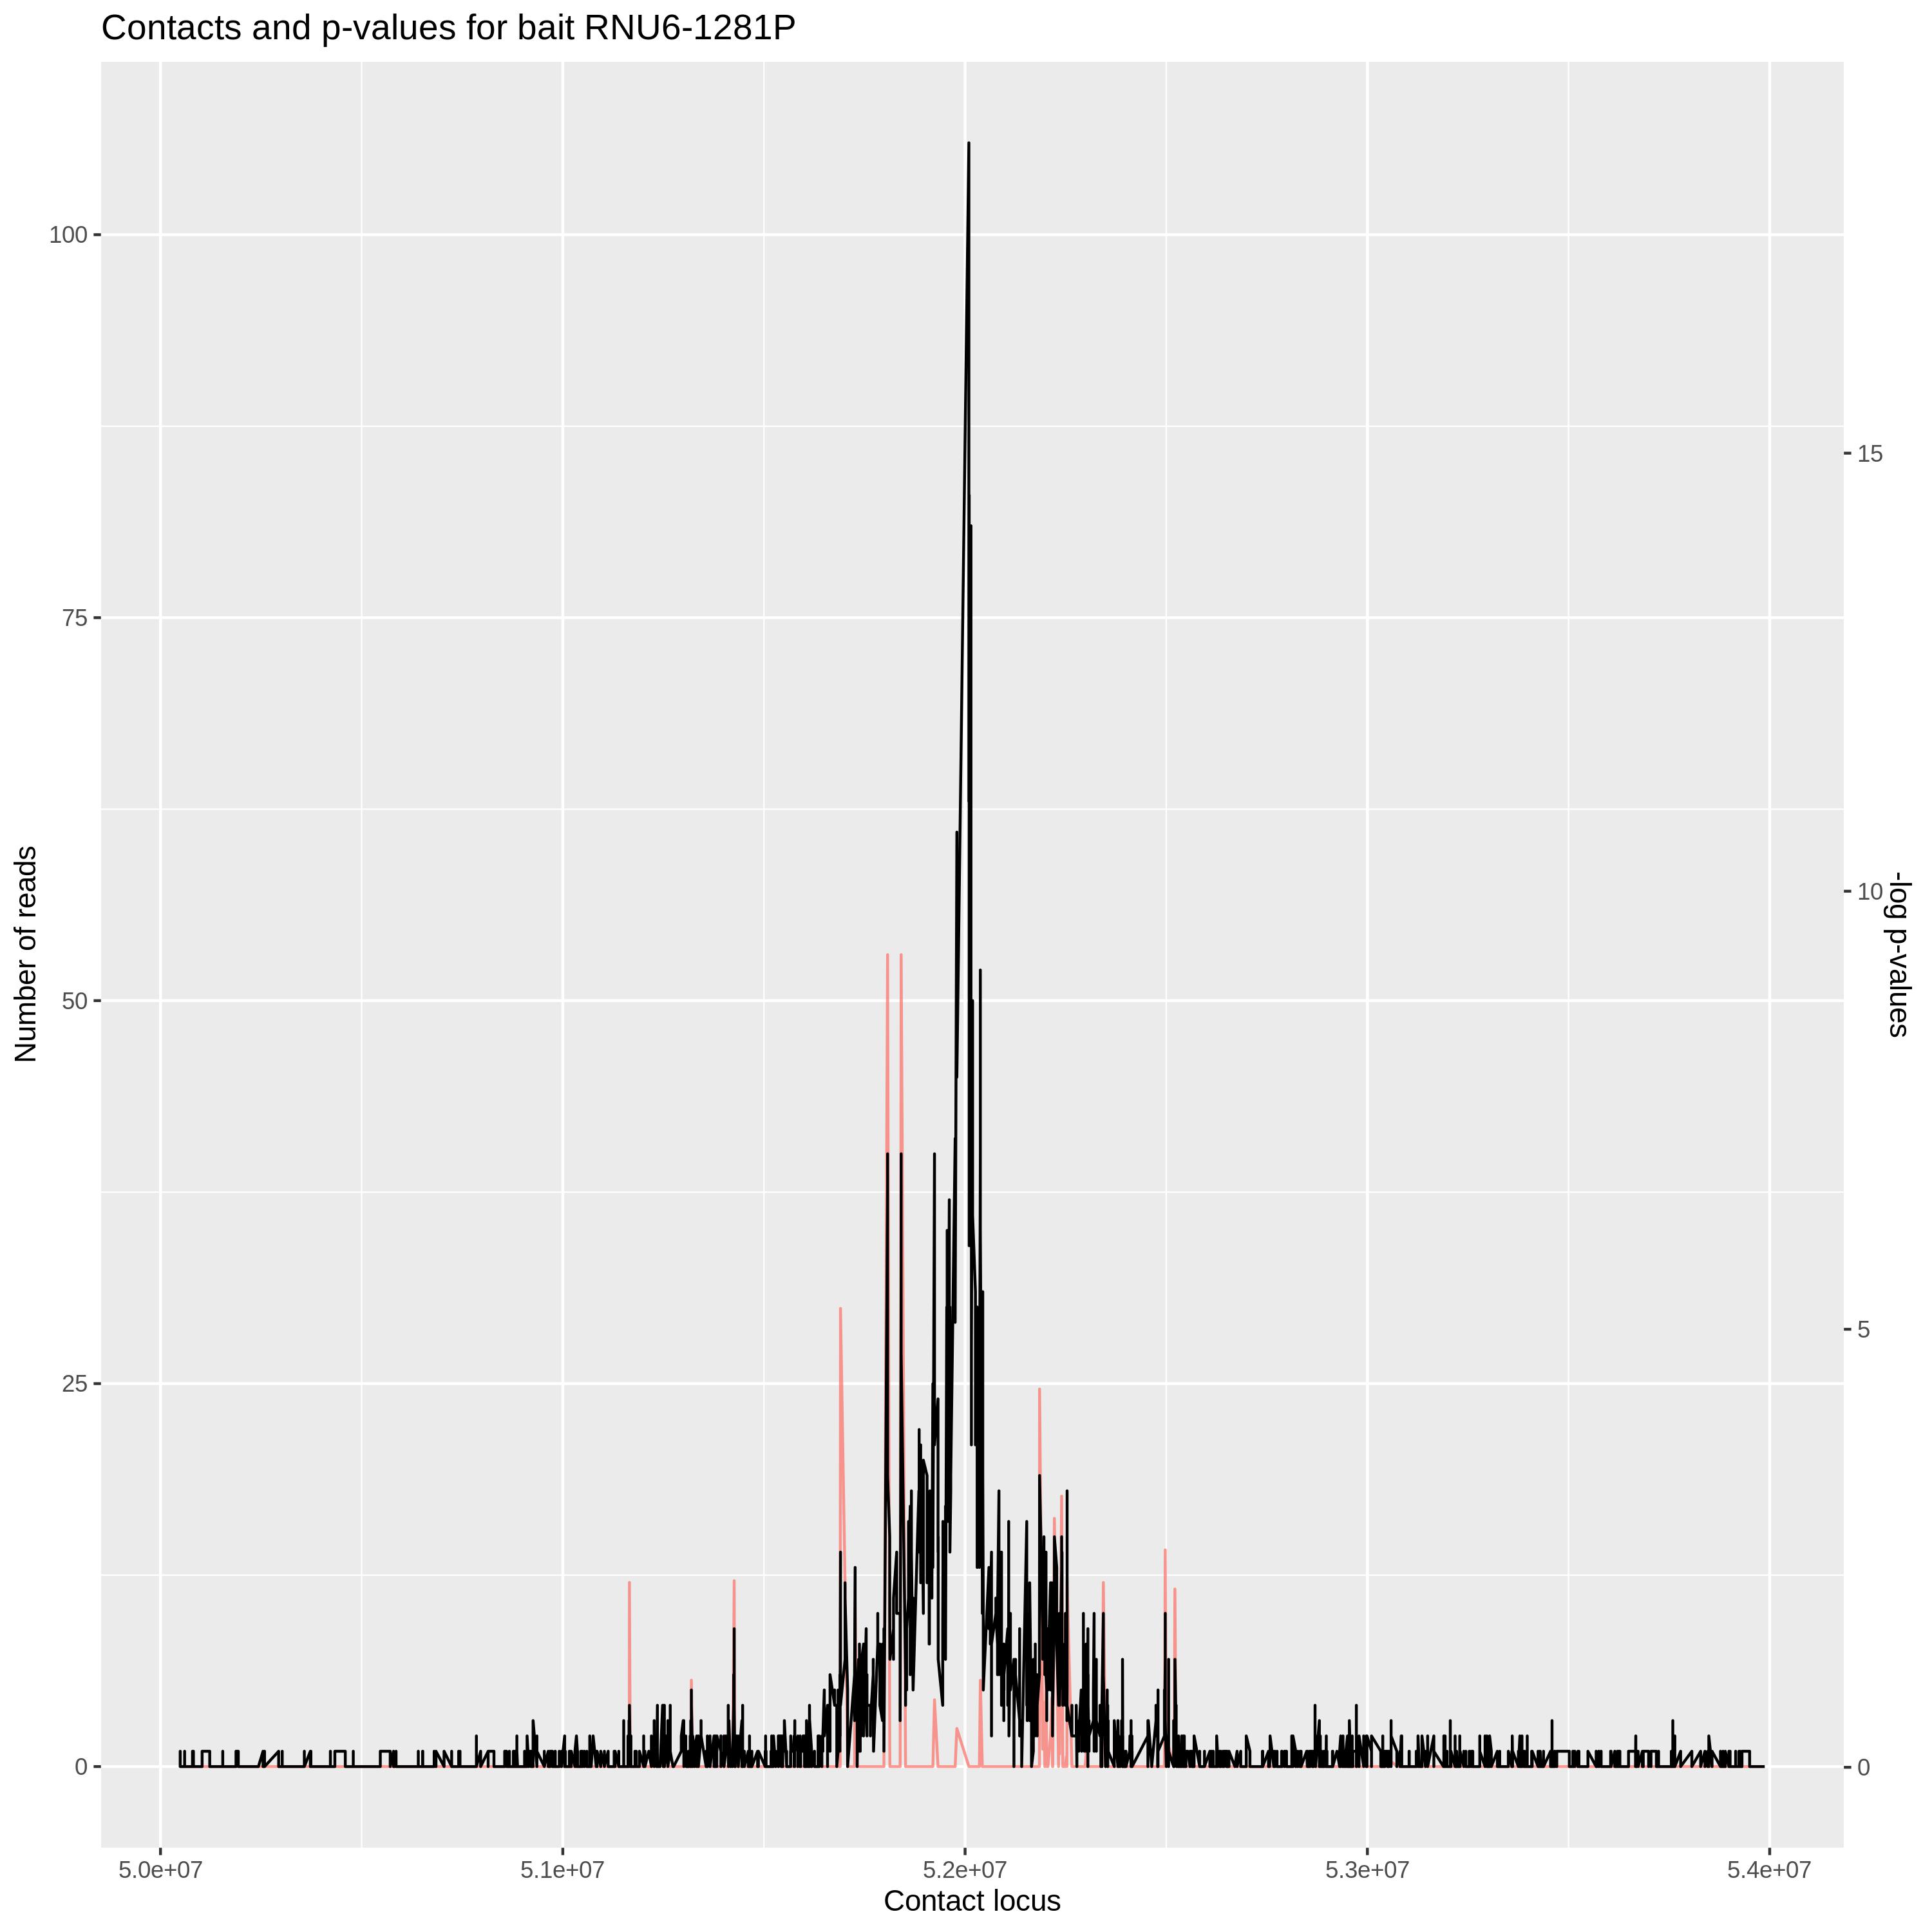 Contacts and p-values for bait RNU6-1281P
Number of reads
100
75
50
25
0
15
10
5
0
-log p-values
5.0e+07
5.1e+07
5.2e+07
5.3e+07
5.4e+07
Contact locus